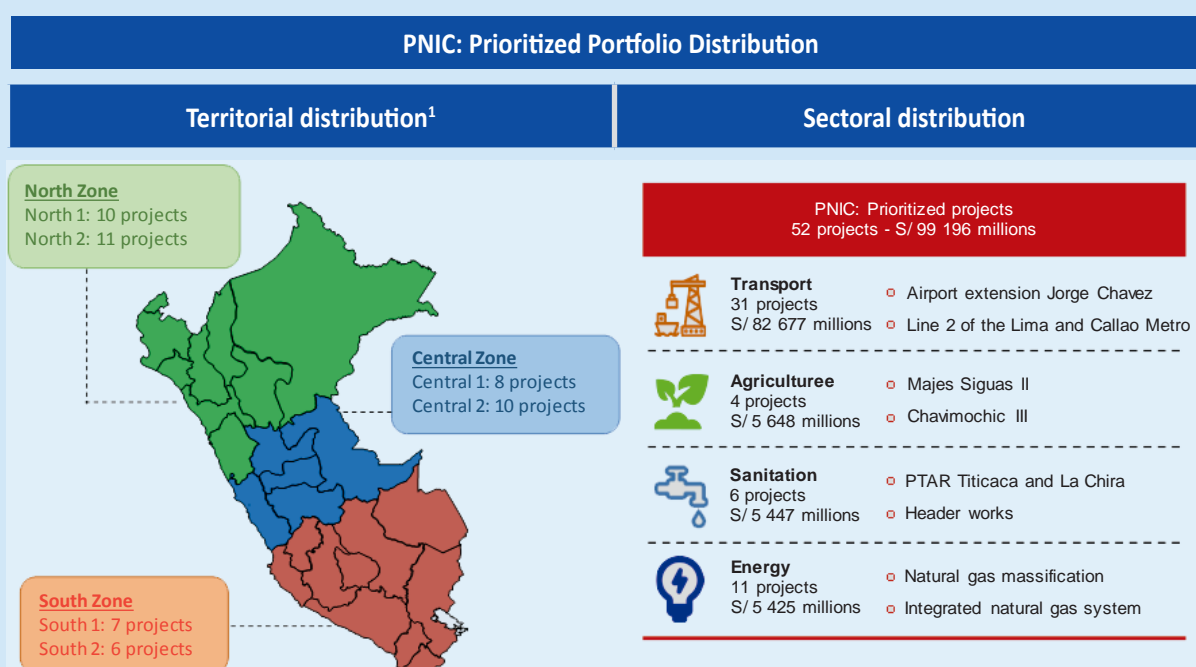 PNIC: Prioritized Portfolio Distribution
Territorial distribution¹
Sectoral distribution
North Zone
North 1: 10 projects
North 2: 11 projects
Central Zone
Central 1: 8 projects
Central 2: 10 projects
South Zone
South 1: 7 projects
South 2: 6 projects
PNIC: Prioritized projects
52 projects - S/ 99 196 millions
Transport
31 projects
S/ 82 677 millions
Airport extension Jorge Chavez
Line 2 of the Lima and Callao Metro
Agriculturee
4 projects
S/ 5 648 millions
Majes Siguas II
Chavimochic III
Sanitation
6 projects
S/ 5 447 millions
PTAR Titicaca and La Chira
Header works
Energy
11 projects
S/ 5 425 millions
Natural gas massification
Integrated natural gas system